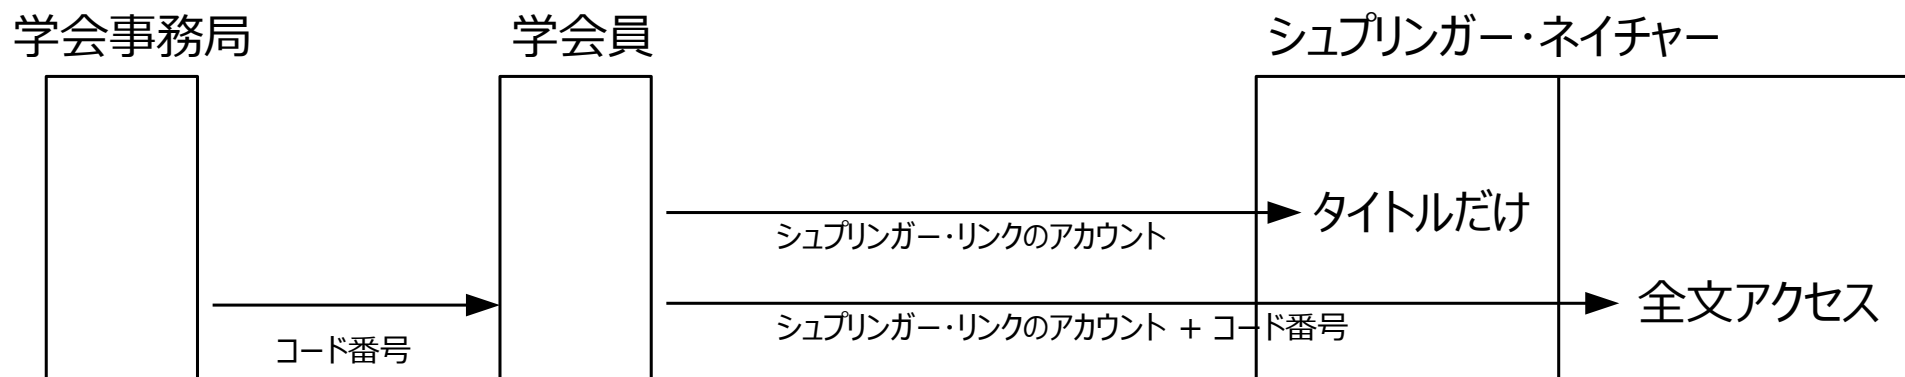 学会事務局
学会員
シュプリンガー・ネイチャー
シュプリンガー・リンクのアカウント
タイトルだけ
コード番号
シュプリンガー・リンクのアカウント + コード番号
全文アクセス